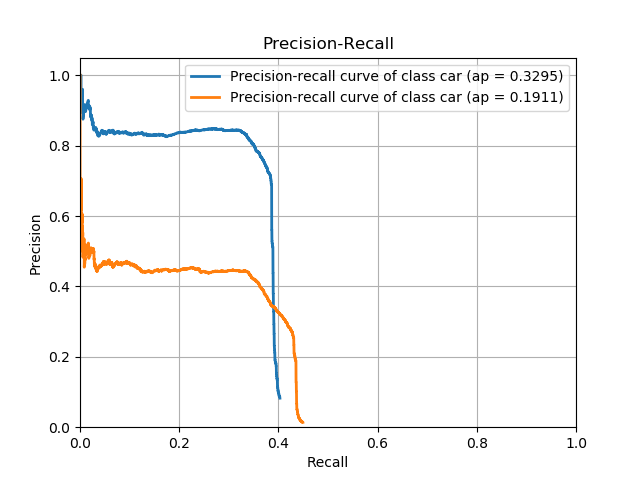 Precision-Recall
Precision-recall curve of class car (ap = 0.3295)
Precision-recall curve of class car (ap = 0.1911)
1.0
0.8
0.6
0.4
0.2
0.0
Precision
0.0 0.2 0.4 0.6 0.8 1.0
Recall